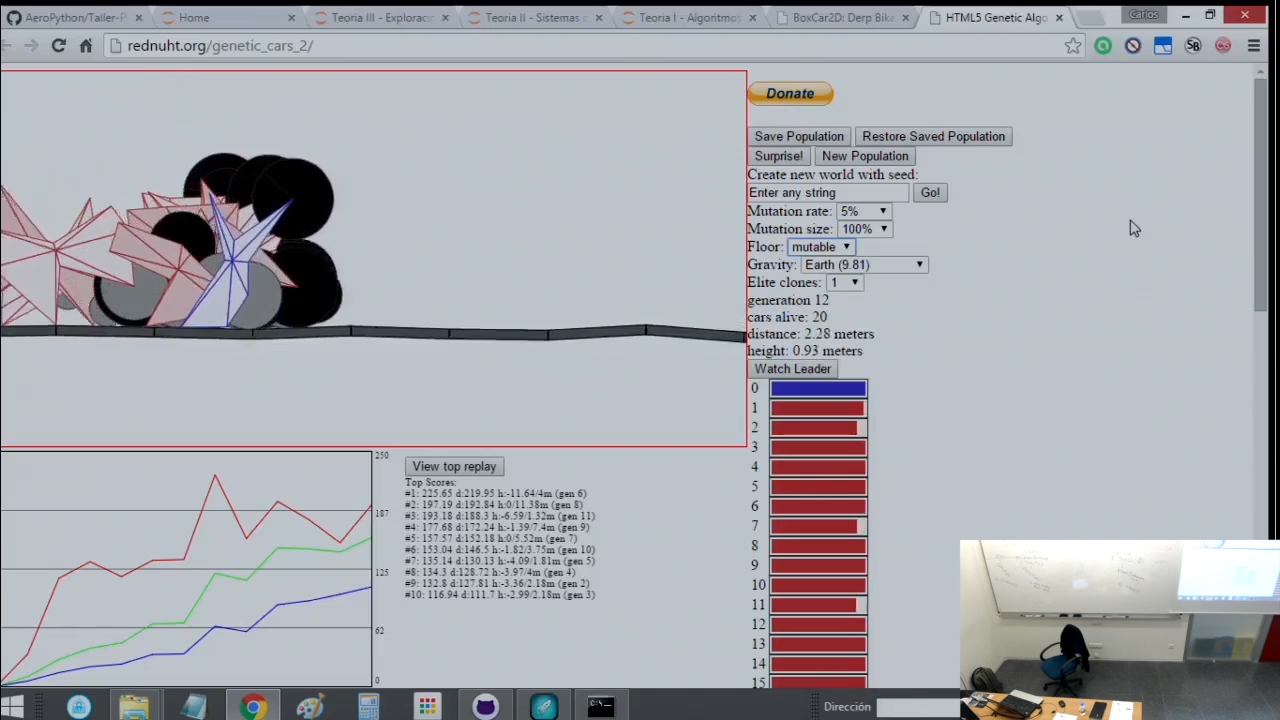 AeroPython/Taller-P
Home
Teoria III - Exploracio
Teoria II - Sistemas c
Teoria I - Algoritmos
BoxCar2D: Derp Bike
HTML5 Genetic Algo
Carlos
rednuht.org/genetic_cars_2/
Donate
Save Population
Restore Saved Population
Surprise!
New Population
Create new world with seed:
Enter any string
Go!
Mutation rate: 5%
Mutation size: 100%
Floor: mutable
Gravity: Earth (9.81)
Elite clones: 1
generation 12
cars alive: 20
distance: 2.28 meters
height: 0.93 meters
Watch Leader
0
1
2
3
4
5
6
7
8
9
10
11
12
13
14
15
250
187
125
62
0
View top replay
Top Scores:
#1: 225.65 d:219.95 h:-11.64/4m (gen 6)
#2: 197.19 d:192.84 h:0/11.38m (gen 8)
#3: 193.18 d:188.3 h:-6.59/1.32m (gen 11)
#4: 177.68 d:172.24 h:-1.39/7.4m (gen 9)
#5: 157.57 d:152.18 h:0/5.52m (gen 7)
#6: 153.04 d:146.5 h:-1.82/3.75m (gen 10)
#7: 135.14 d:130.13 h:-4.09/1.81m (gen 5)
#8: 134.3 d:128.72 h:-3.97/4m (gen 4)
#9: 132.8 d:127.81 h:-3.36/2.18m (gen 2)
#10: 116.94 d:111.7 h:-2.99/2.18m (gen 3)
Dirección